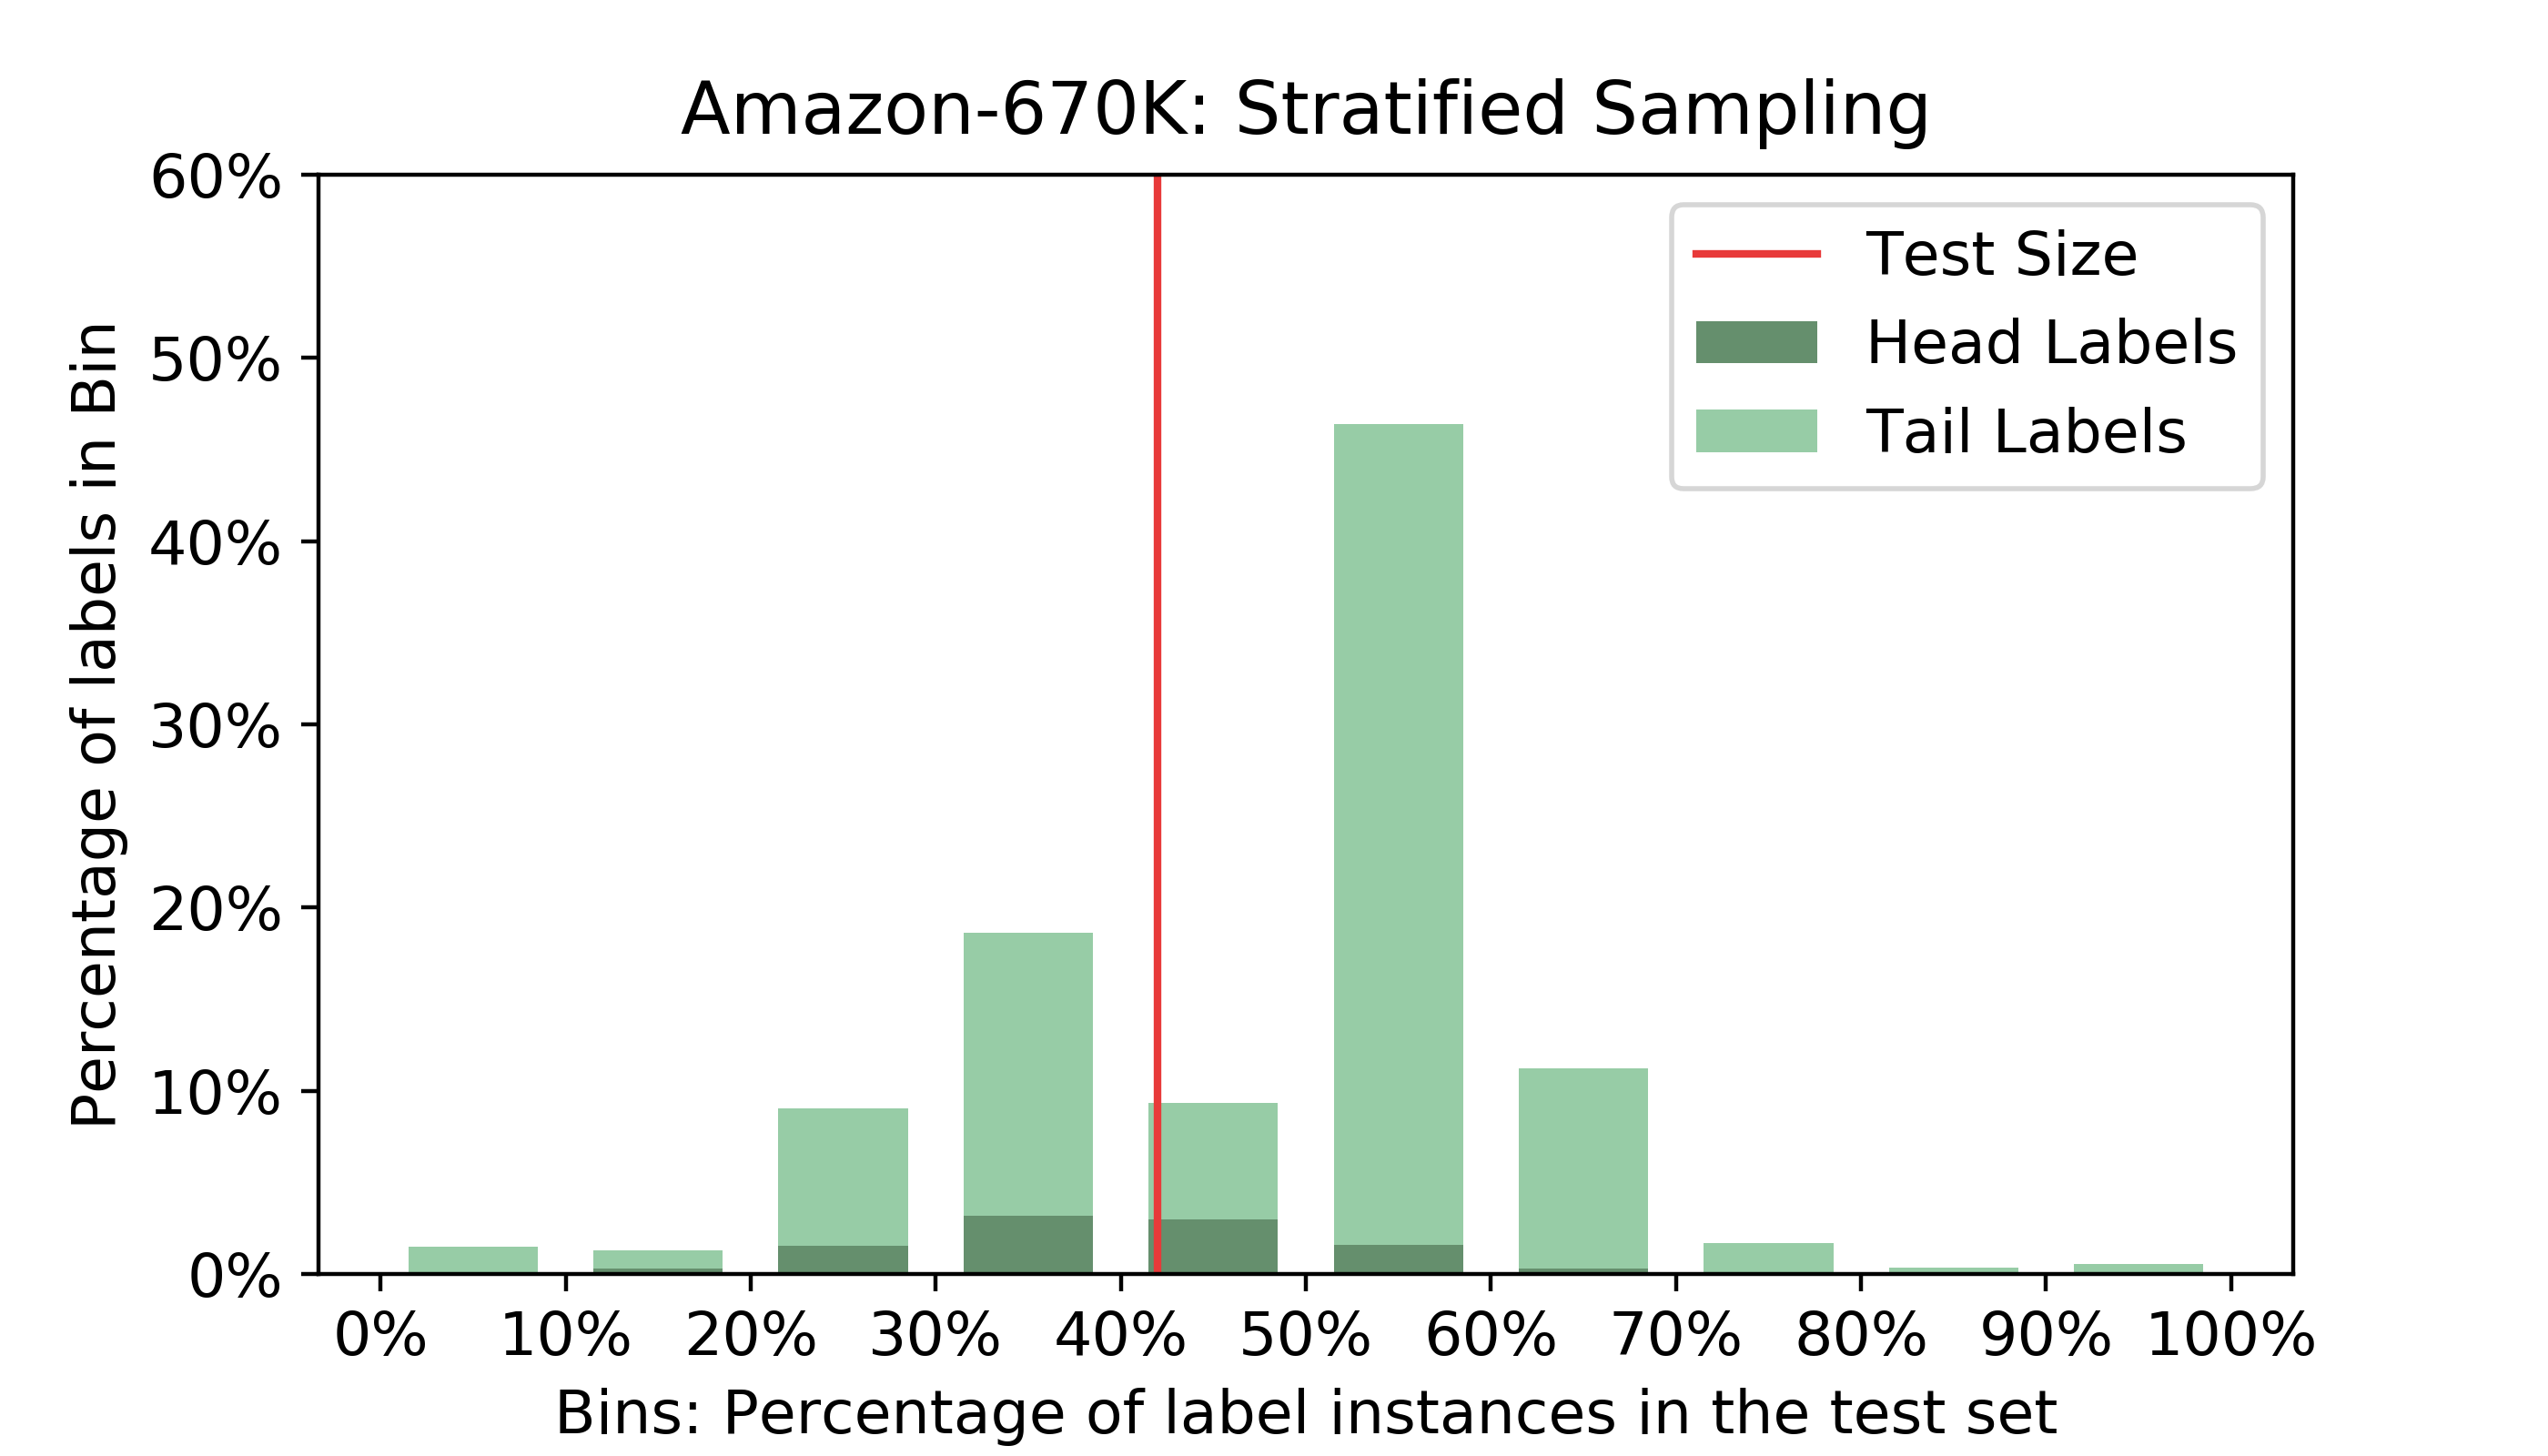 Amazon-670K: Stratified Sampling
60%
50%
40%
30%
20%
10%
0%
Percentage of labels in Bin
Test Size
Head Labels
Tail Labels
0% 10% 20% 30% 40% 50% 60% 70% 80% 90% 100%
Bins: Percentage of label instances in the test set